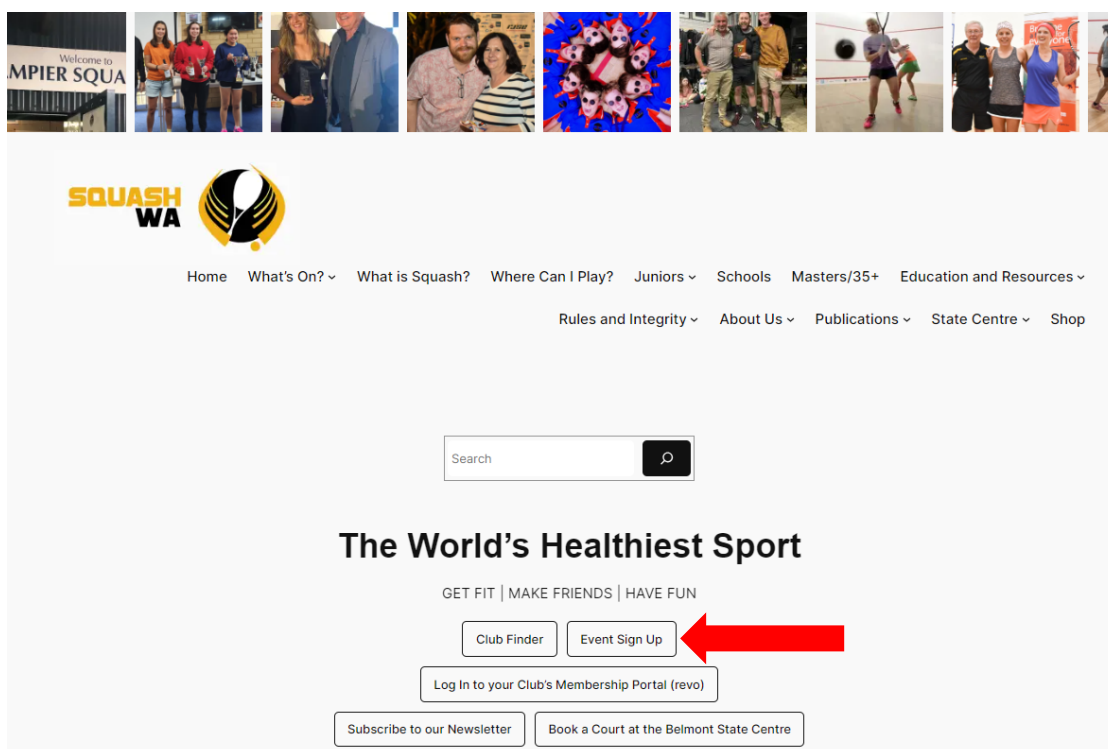 Welcome to
MPIER SQUA
SQUASH
WA
Home What's On? What is Squash? Where Can I Play? Juniors Schools Masters/35+ Education and Resources
Rules and Integrity About Us Publications State Centre Shop
Search
The World's Healthiest Sport
GET FIT | MAKE FRIENDS | HAVE FUN
Club Finder Event Sign Up
Log In to your Club's Membership Portal (revo)
Subscribe to our Newsletter Book a Court at the Belmont State Centre